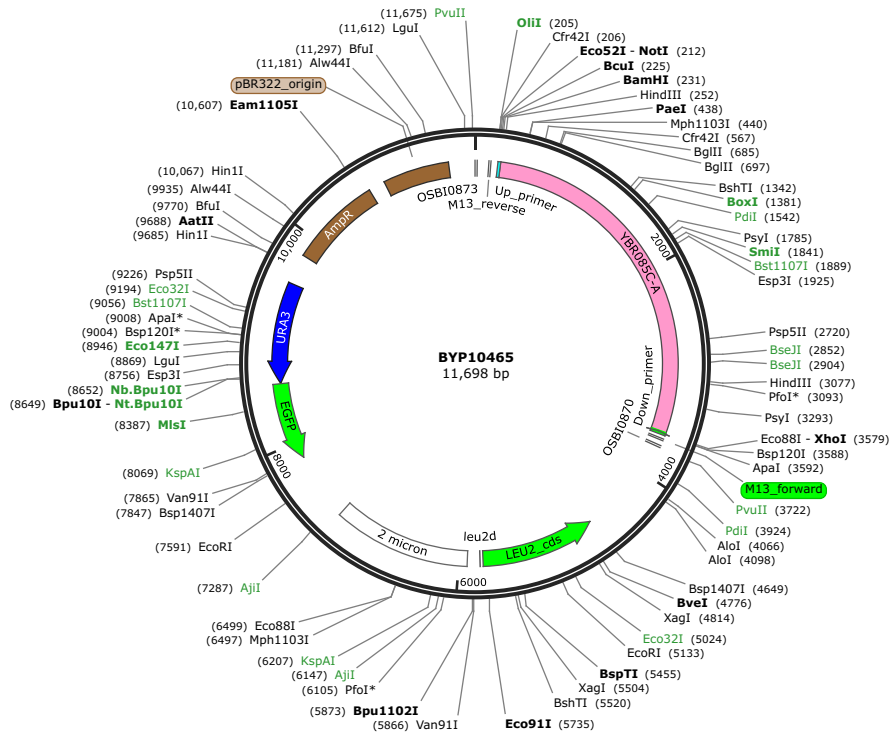 (11,675) PvuII
(11,612) LguI
(11,297) BfuI
(11,181) Alw44I
pBR322_origin
(10,607) Eam1105I
(10,067) Hin1I
(9935) Alw44I
(9770) BfuI
(9688) AatII
(9685) Hin1I
(9226) Psp5II
(9194) Eco32I
(9056) Bst1107I
(9008) ApaI*
(9004) Bsp120I*
(8946) Eco147I
(8869) LguI
(8756) Esp3I
(8652) Nb.Bpu10I
(8649) Bpu10I - Nt.Bpu10I
(8387) MlsI
(8069) KspAI
(7865) Van91I
(7847) Bsp1407I
(7591) EcoRI
(7287) AjiI
(6499) Eco88I
(6497) Mph1103I
(6207) KspAI
(6147) AjiI
(6105) PfoI*
(5873) Bpu1102I
(5866) Van91I
OliI (205)
Cfr42I (206)
Eco52I - NotI (212)
BcuI (225)
BamHI (231)
HindIII (252)
PaeI (438)
Mph1103I (440)
Cfr42I (567)
BglII (685)
BglII (697)
BshTI (1342)
BoxI (1381)
PdiI (1542)
PsyI (1785)
SmiI (1841)
Bst1107I (1889)
Esp3I (1925)
Psp5II (2720)
BseJI (2852)
BseJI (2904)
HindIII (3077)
PfoI* (3093)
PsyI (3293)
Eco88I - XhoI (3579)
Bsp120I (3588)
ApaI (3592)
M13_forward
PvuII (3722)
PdiI (3924)
AloI (4066)
AloI (4098)
Bsp1407I (4649)
BveI (4776)
XagI (4814)
Eco32I (5024)
EcoRI (5133)
BspTI (5455)
XagI (5504)
BshTI (5520)
Eco91I (5735)
OSBI0873
M13_reverse
Up_primer
YBR085C-A
Down_primer
OSBI0870
LEU2_cds
leu2d
2 micron
EGFP
URA3
AmpR
2000
4000
6000
8000
10,000
BYP10465
11,698 bp